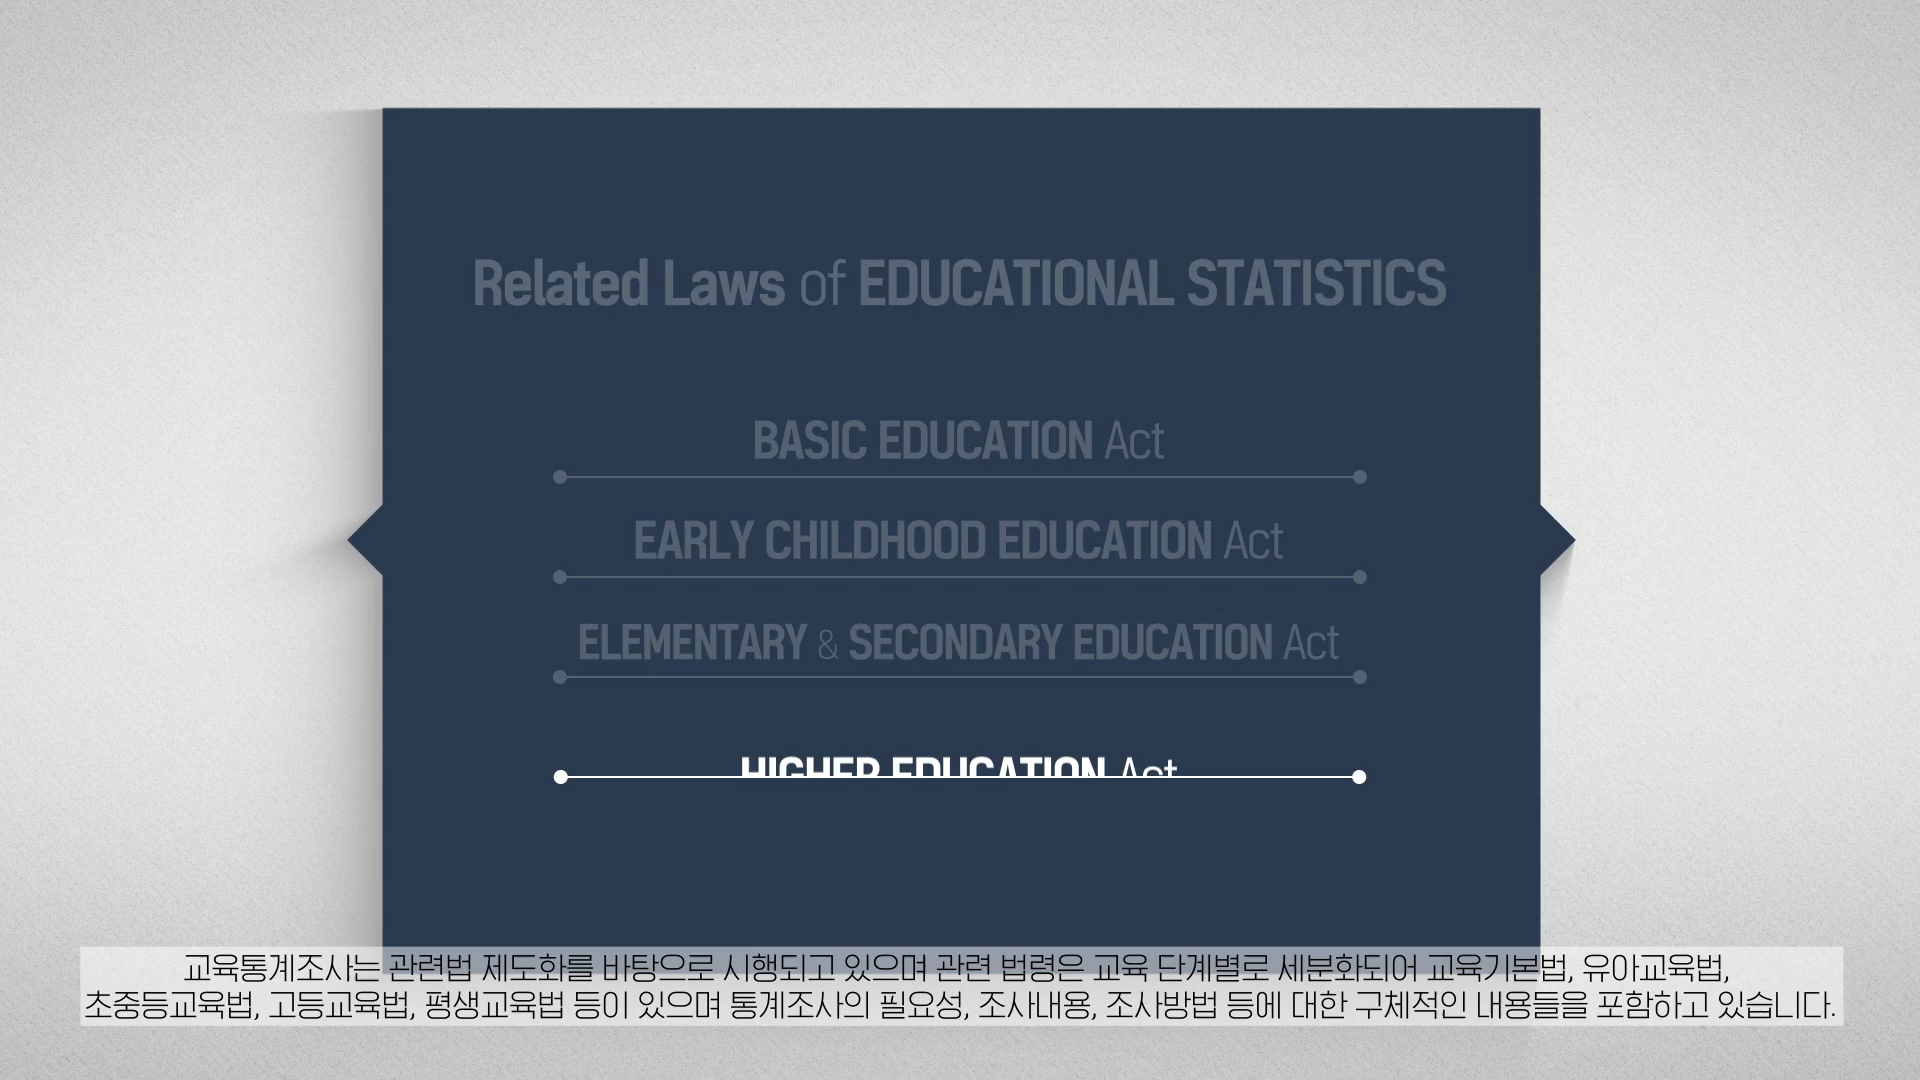 Related Laws of EDUCATIONAL STATISTICS
BASIC EDUCATION Act
EARLY CHILDHOOD EDUCATION Act
ELEMENTARY & SECONDARY EDUCATION Act
HIGHER EDUCATION Act
교육통계조사는 관련법 제도화를 바탕으로 시행되고 있으며 관련 법령은 교육 단계별로 세분화되어 교육기본법, 유아교육법,
초중등교육법, 고등교육법, 평생교육법 등이 있으며 통계조사의 필요성, 조사내용, 조사방법 등에 대한 구체적인 내용들을 포함하고 있습니다.